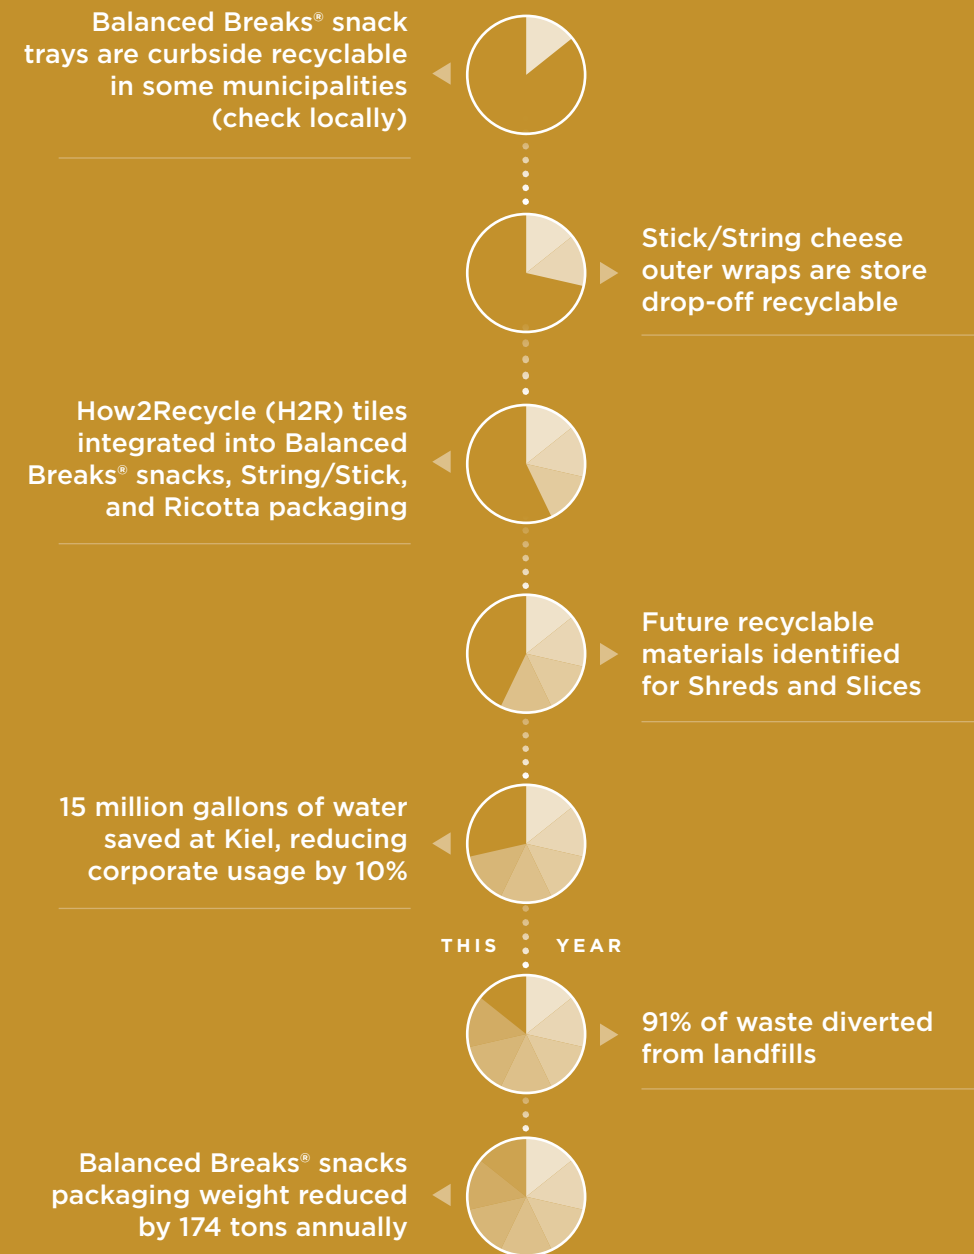 Balanced Breaks® snack
trays are curbside recyclable
in some municipalities
(check locally)
Stick/String cheese
outer wraps are store
drop-off recyclable
How2Recycle (H2R) tiles
integrated into Balanced
Breaks® snacks, String/Stick,
and Ricotta packaging
Future recyclable
materials identified
for Shreds and Slices
15 million gallons of water
saved at Kiel, reducing
corporate usage by 10%
THIS YEAR
91% of waste diverted
from landfills
Balanced Breaks® snacks
packaging weight reduced
by 174 tons annually